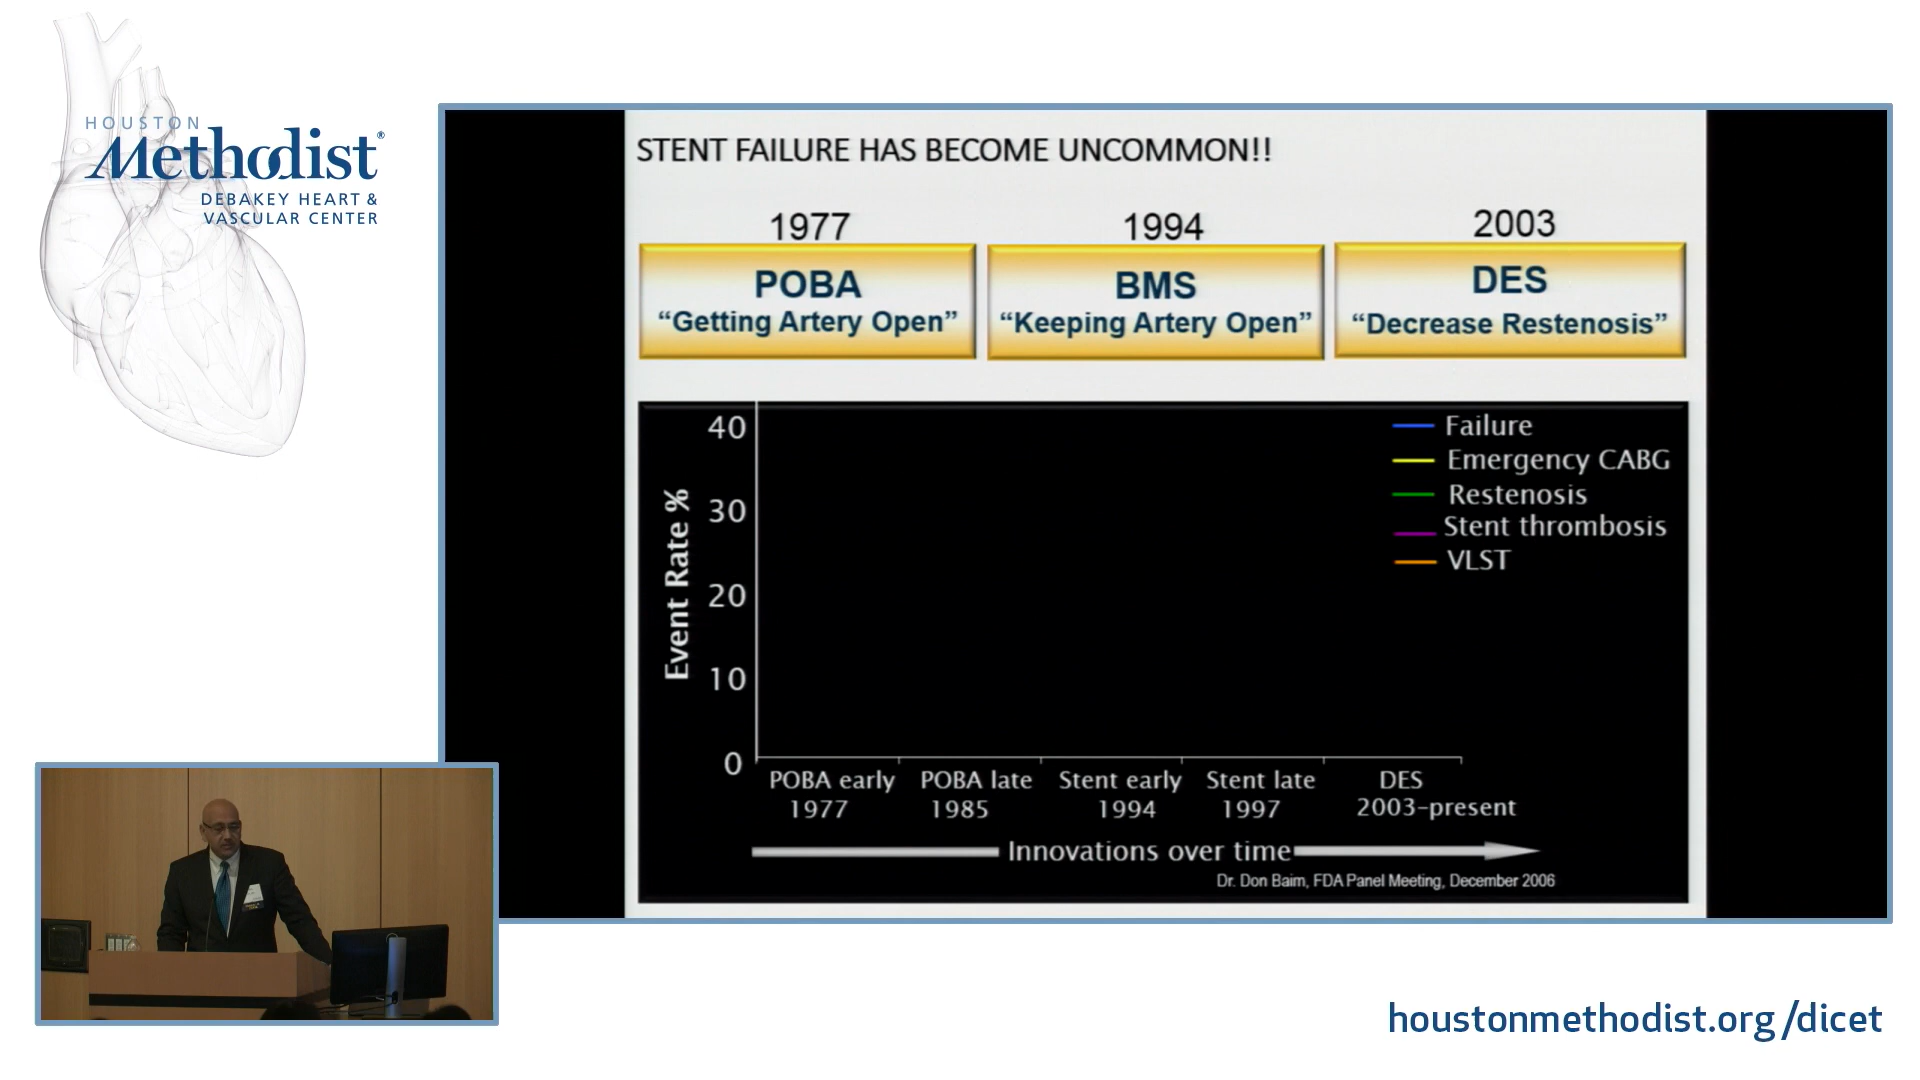 HOUSTON
Methodist®
DEBAKEY HEART &
VASCULAR CENTER
STENT FAILURE HAS BECOME UNCOMMON!!
1977
POBA
“Getting Artery Open”
1994
BMS
“Keeping Artery Open”
2003
DES
“Decrease Restenosis”
Event Rate %
40
30
20
10
0
Failure
Emergency CABG
Restenosis
Stent thrombosis
VLST
POBA early
1977
POBA late
1985
Stent early
1994
Stent late
1997
DES
2003-present
Innovations over time
Dr. Don Baim, FDA Panel Meeting, December 2006
houstonmethodist.org/dicet